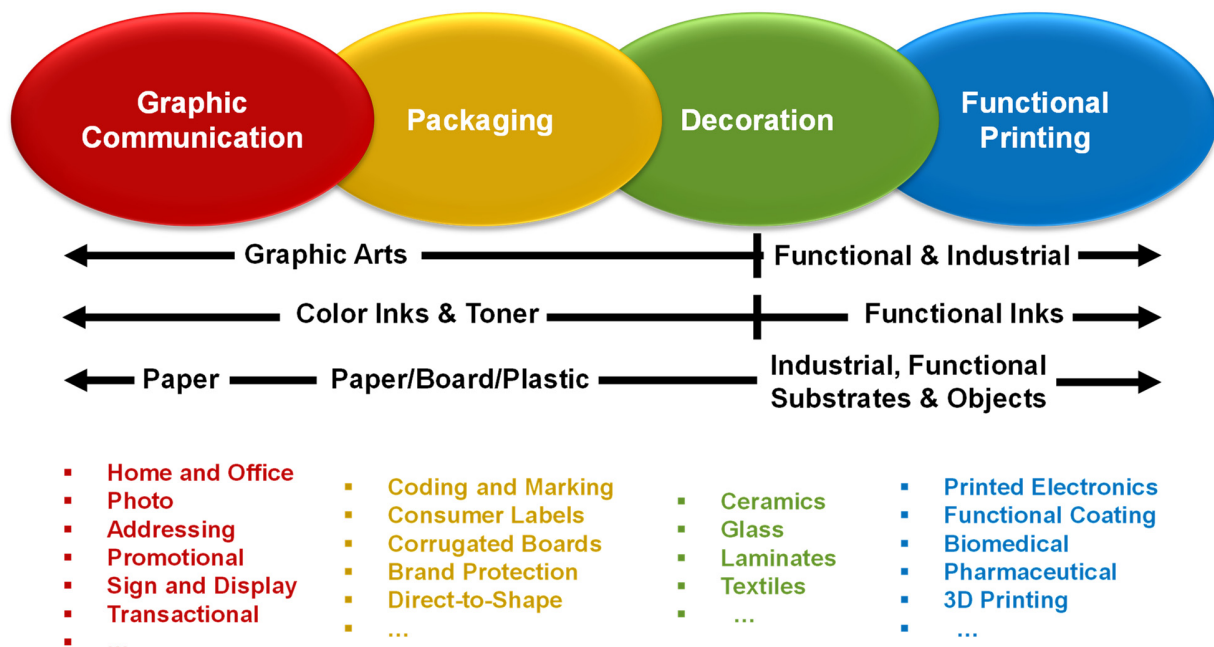 Graphic
Communication
Packaging
Decoration
Functional
Printing
Graphic Arts
Functional & Industrial
Color Inks & Toner
Functional Inks
Paper
Paper/Board/Plastic
Industrial, Functional
Substrates & Objects
▪ Home and Office
▪ Photo
▪ Addressing
▪ Promotional
▪ Sign and Display
▪ Transactional
▪ ...
▪ Coding and Marking
▪ Consumer Labels
▪ Corrugated Boards
▪ Brand Protection
▪ Direct-to-Shape
▪ ...
▪ Ceramics
▪ Glass
▪ Laminates
▪ Textiles
▪ ...
▪ Printed Electronics
▪ Functional Coating
▪ Biomedical
▪ Pharmaceutical
▪ 3D Printing
▪ ...